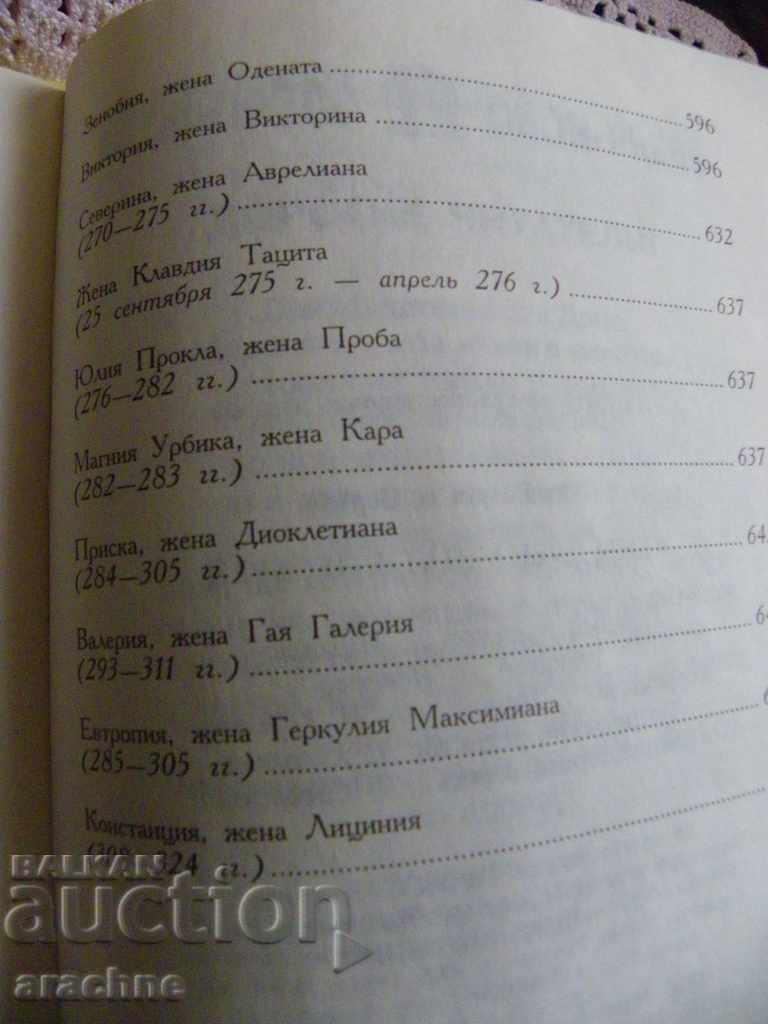 Зенобия, жена Одената 596
Виктория, жена Викторина 596
Северина, жена Аврелиана
(270—275 гг.) 632
Жена Клавдия Тацита
(25 сентября 275 г. — апрель 276 г.) 637
Юлия Прокла, жена Проба
(276—282 гг.) 637
Магния Урбика, жена Кара
(282—283 гг.) 637
Приска, жена Диоклетиана
(284—305 гг.)
Валерия, жена Гая Галерия
(293—311 гг.)
Евтропия, жена Геркулия Максимиана
(285—305 гг.)
Констанция, жена Лициния
324 гг.)
BALKAN
auction
arachne